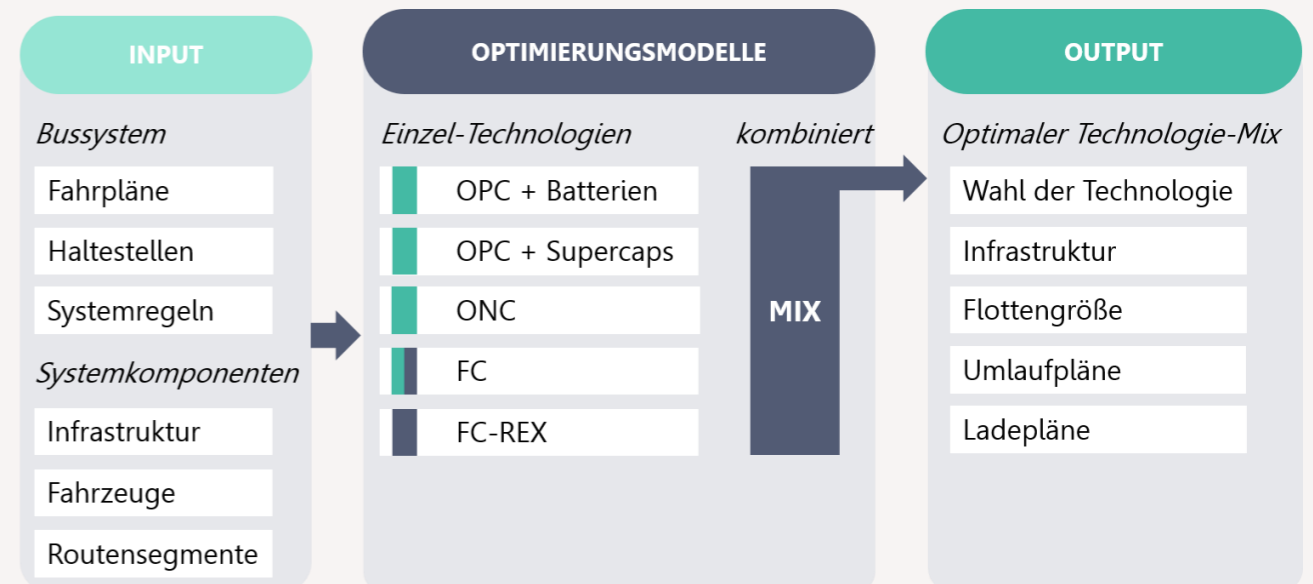 INPUT
Bussystem
Fahrpläne
Haltestellen
Systemregeln
Systemkomponenten
Infrastruktur
Fahrzeuge
Routensegmente
OPTIMIERUNGSMODELLE
Einzel-Technologien
OPC + Batterien
OPC + Supercaps
ONC
FC
FC-REX
kombiniert
MIX
OUTPUT
Optimaler Technologie-Mix
Wahl der Technologie
Infrastruktur
Flottengröße
Umlaufpläne
Ladepläne